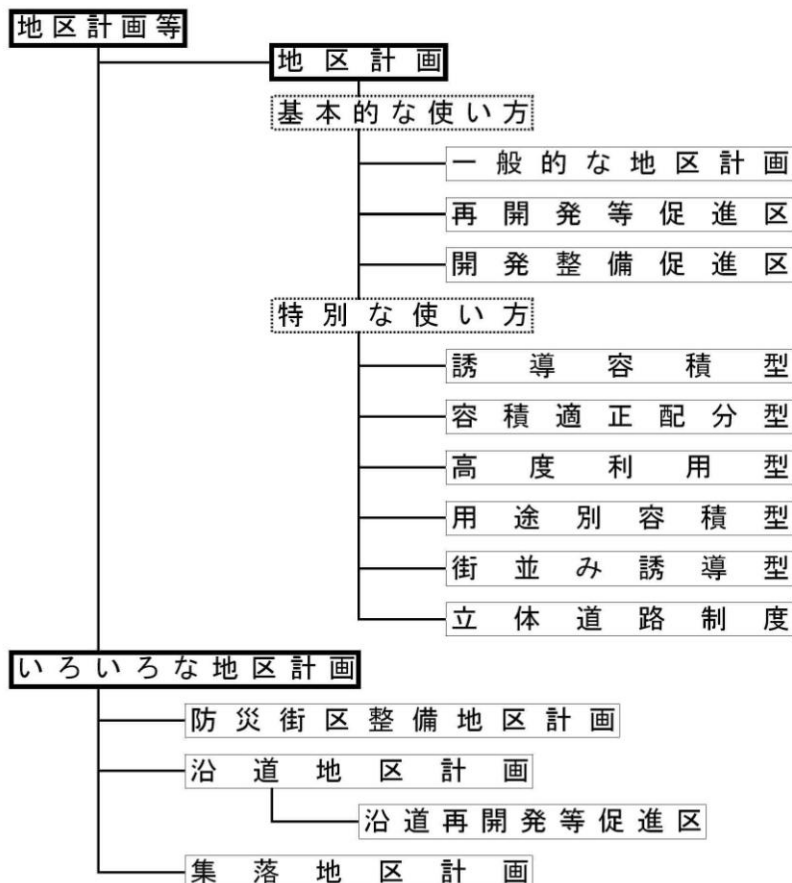 地区計画等
地区計画
基本的な使い方
一般的な地区計画
再開発等促進区
開発整備促進区
特別な使い方
誘導容積型
容積適正配分型
高度利用型
用途別容積型
街並み誘導型
立体道路制度
いろいろな地区計画
防災街区整備地区計画
沿道地区計画
沿道再開発等促進区
集落地区計画